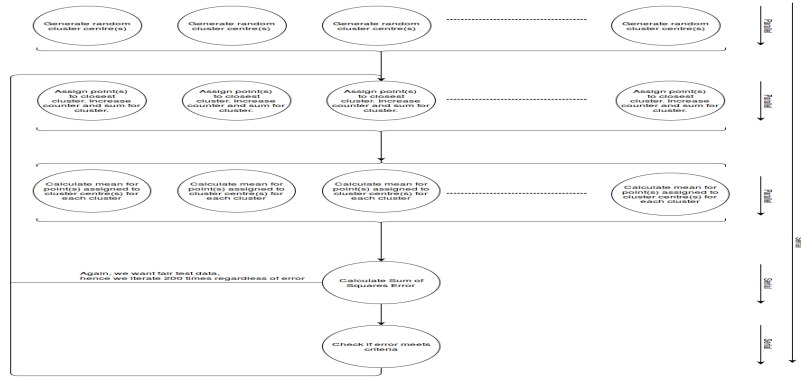 Generate random
cluster centre(s)
Generate random
cluster centre(s)
Generate random
cluster centre(s)
Generate random
cluster centre(s)
Parallel
Assign point(s)
to closest
cluster. Increase
counter and sum for
cluster.
Assign point(s)
to closest
cluster. Increase
counter and sum for
cluster.
Assign point(s)
to closest
cluster. Increase
counter and sum for
cluster.
Assign point(s)
to closest
cluster. Increase
counter and sum for
cluster.
Parallel
Calculate mean for
point(s) assigned to
cluster centre(s) for
each cluster
Calculate mean for
point(s) assigned to
cluster centre(s) for
each cluster
Calculate mean for
point(s) assigned to
cluster centre(s) for
each cluster
Calculate mean for
point(s) assigned to
cluster centre(s) for
each cluster
Parallel
Serial
Again, we want fair test data,
hence we iterate 200 times regardless of error
Calculate Sum of
Squares Error
Serial
Check if error meets
criteria
Serial